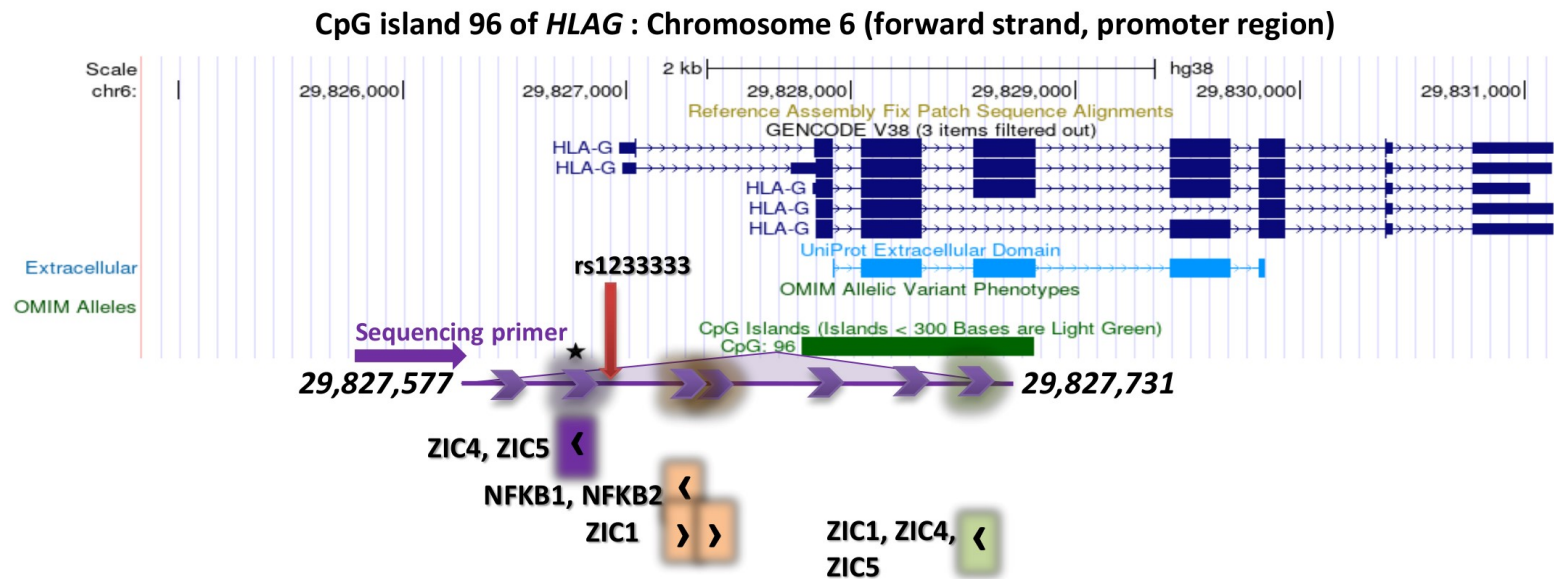 CpG island 96 of HLAG : Chromosome 6 (forward strand, promoter region)
Scale 2 kb hg38
chr6: 29,826,000 29,827,000 29,828,000 29,829,000 29,830,000 29,831,000
Reference Assembly Fix Patch Sequence Alignments
GENCODE V38 (3 items filtered out)
HLA-G
HLA-G
HLA-G
HLA-G
HLA-G
UniProt Extracellular Domain
Extracellular
rs1233333
OMIM Allelic Variant Phenotypes
OMIM Alleles
CpG Islands (Islands < 300 Bases are Light Green)
Sequencing primer
CpG: 96
29,827,577 29,827,731
ZIC4, ZIC5
NFKB1, NFKB2
ZIC1
ZIC1, ZIC4,
ZIC5